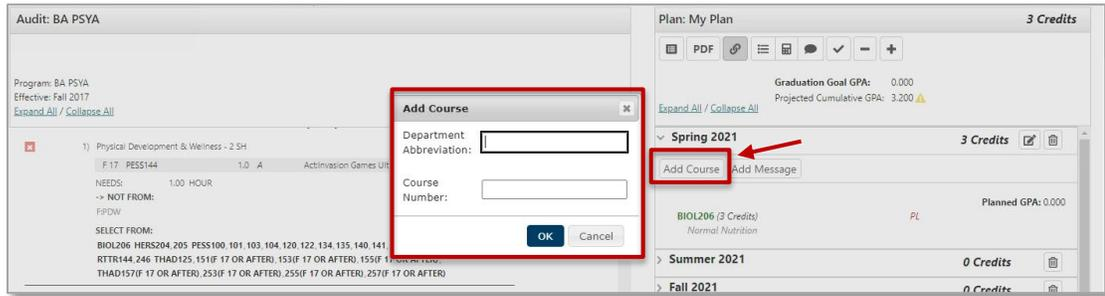 Audit: BA PSYA
Program: BA PSYA
Effective: Fall 2017
Expand All / Collapse All
1) Physical Development & Wellness - 2 SH
F 17 PESS144 1.0 A ActInvasion Games Ult
NEEDS: 1.00 HOUR
-> NOT FROM:
F:PDW
SELECT FROM:
BIOL206 HERS204,205 PESS100,101,103,104,120,122,134,135,140,141,
RTTR144,246 THAD125,151(F 17 OR AFTER),153(F 17 OR AFTER),155(F 17 OR AFTER),
THAD157(F 17 OR AFTER),253(F 17 OR AFTER),255(F 17 OR AFTER),257(F 17 OR AFTER)
Add Course
Department
Abbreviation:
Course
Number:
OK Cancel
Plan: My Plan 3 Credits
PDF
Graduation Goal GPA: 0.000
Projected Cumulative GPA: 3.200
Expand All / Collapse All
Spring 2021 3 Credits
Add Course Add Message
Planned GPA: 0.000
BIOL206 (3 Credits) PL
Normal Nutrition
Summer 2021 0 Credits
Fall 2021 0 Credits